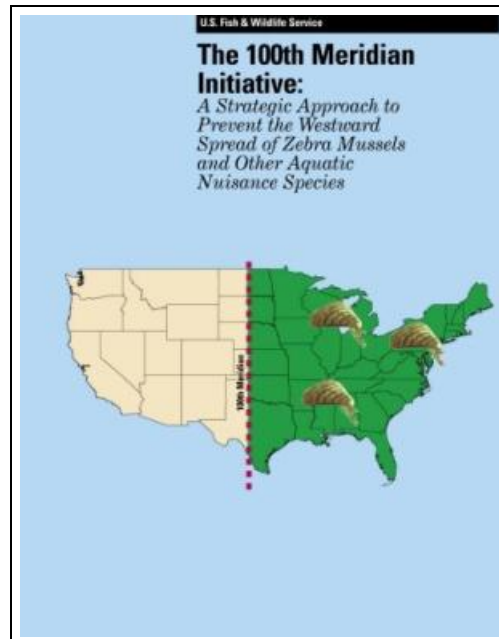 U.S. Fish & Wildlife Service
The 100th Meridian
Initiative:
A Strategic Approach to
Prevent the Westward
Spread of Zebra Mussels
and Other Aquatic
Nuisance Species
100th Meridian